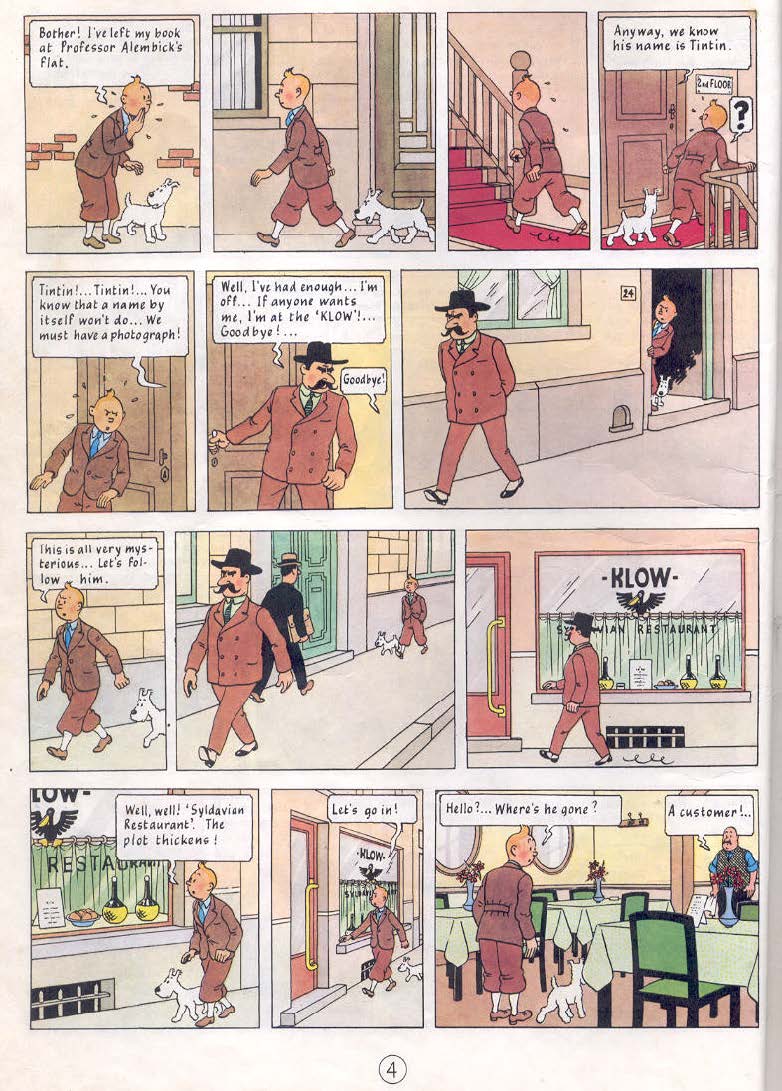 Bother! I've left my book
at Professor Alembick's
flat.
Anyway, we know
his name is Tintin.
2nd FLOOR
?
Tintin!... Tintin!... You
know that a name by
itself won't do... We
must have a photograph!
Well, I've had enough... I'm
off... If anyone wants
me, I'm at the 'KLOW'!...
Goodbye!...
Goodbye!
24
This is all very mys-
terious... Let's fol-
low him.
-KLOW-
SYLDAVIAN RESTAURANT
LOW-
RESTAURANT
Well, well! 'Syldavian
Restaurant'. The
plot thickens!
Let's go in!
-KLOW-
SYLDAV
Hello?... Where's he gone?
A customer!..
4